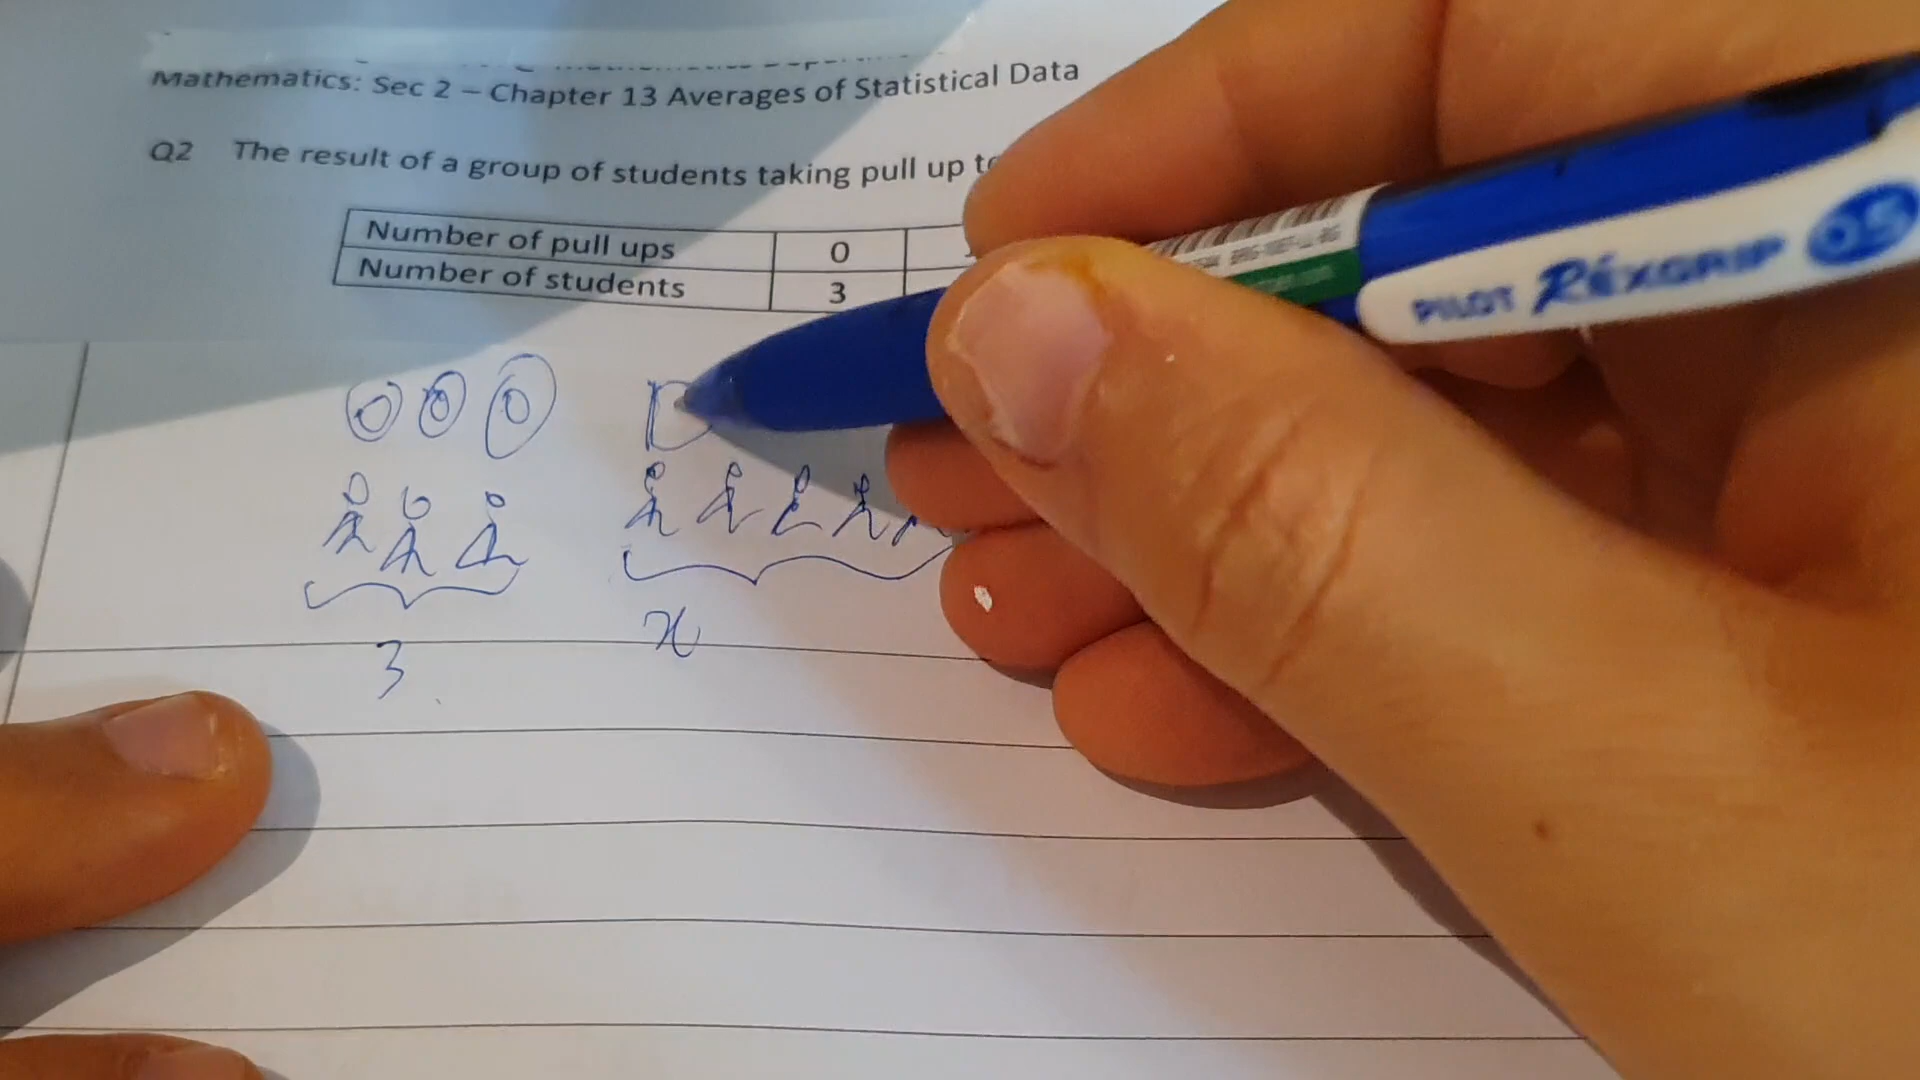 Mathematics: Sec 2 – Chapter 13 Averages of Statistical Data
Q2 The result of a group of students taking pull up
Number of pull ups 0
Number of students 3
0 0 0
3
x
PILOT RéxGRIP 0.5